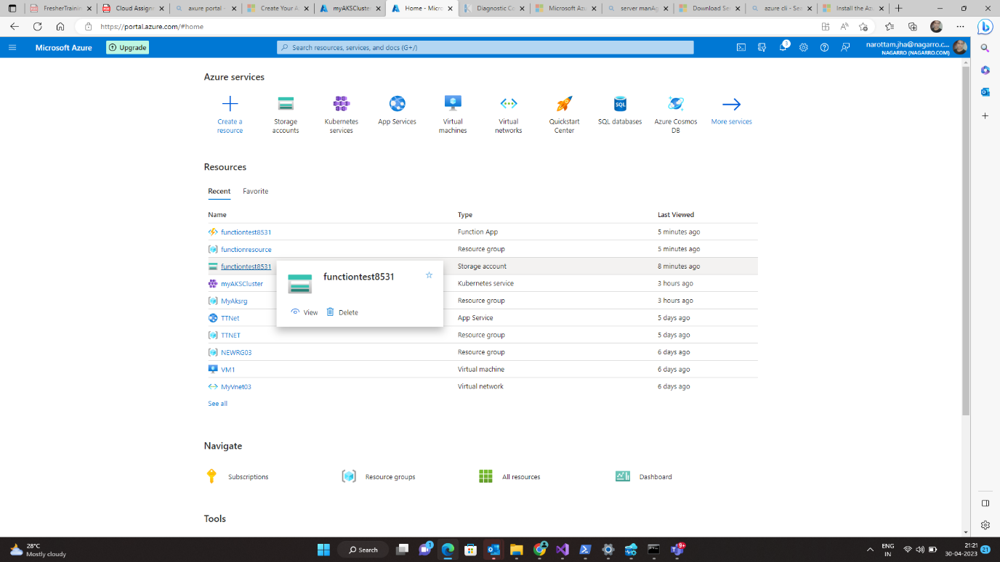 FresherTrainin
Cloud Assignm
axure portal -
Create Your A
myAKSCluster
Home - Micro
Diagnostic Co
Microsoft Azu
server manAg
Download Ser
azure cli - Sea
Install the Az
https://portal.azure.com/#home
Microsoft Azure
Upgrade
Search resources, services, and docs (G+/)
3
narottam.jha@nagarro.c...
NAGARRO (NAGARRO.COM)
Azure services
Create a resource
Storage accounts
Kubernetes services
App Services
Virtual machines
Virtual networks
Quickstart Center
SQL databases
Azure Cosmos DB
More services
Resources
Recent Favorite
Name Type Last Viewed
functiontest8531 Function App 5 minutes ago
functionresource Resource group 5 minutes ago
functiontest8531 Storage account 8 minutes ago
functiontest8531
View Delete
myAKSCluster Kubernetes service 3 hours ago
MyAksrg Resource group 3 hours ago
TTNet App Service 5 days ago
TTNET Resource group 5 days ago
NEWRG03 Resource group 6 days ago
VM1 Virtual machine 6 days ago
MyVnet03 Virtual network 6 days ago
See all
Navigate
Subscriptions Resource groups All resources Dashboard
Tools
28°C
Mostly cloudy
Search
1
9+
ENG
IN
21:21
30-04-2023
21